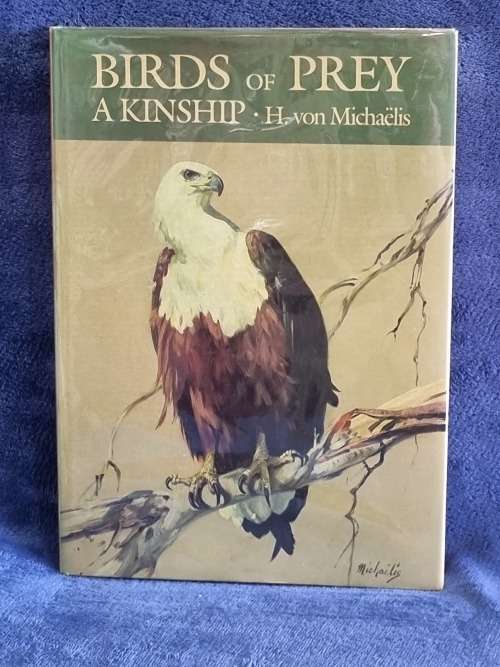 BIRDS OF PREY
A KINSHIP · H. von Michaëlis
Michaëlis